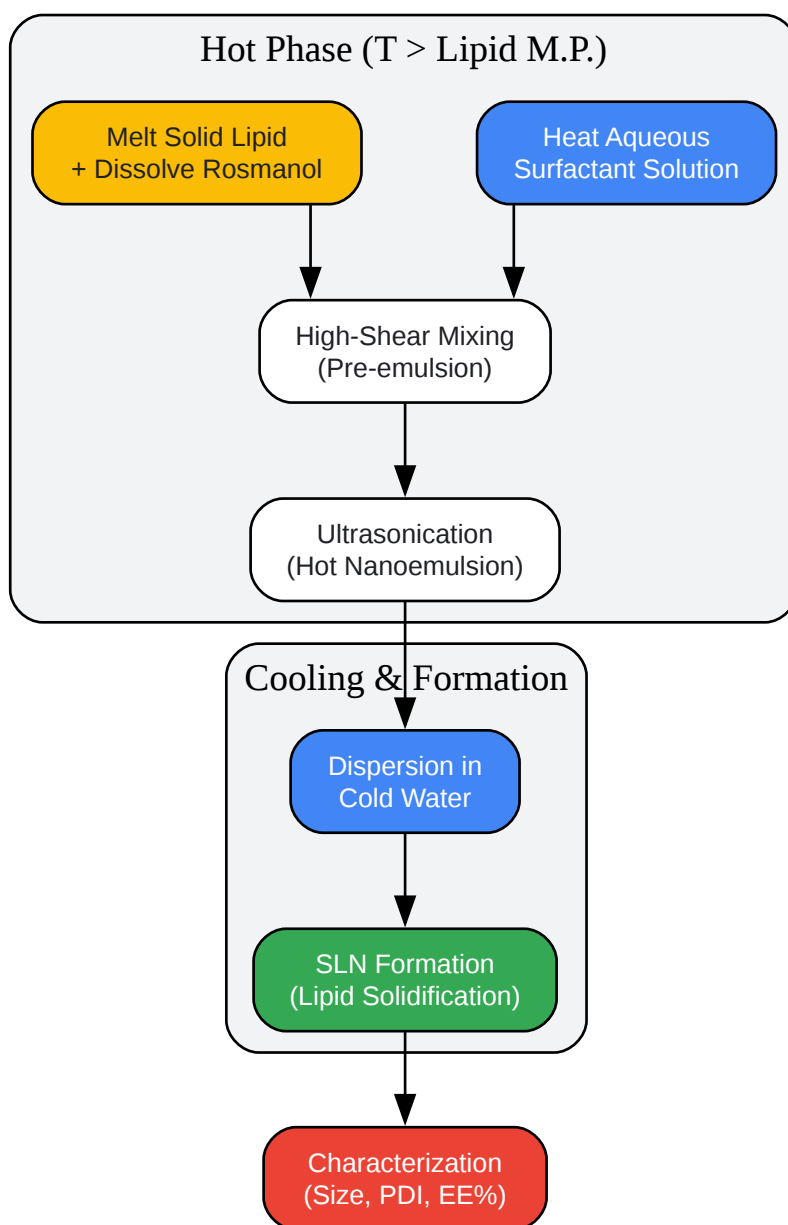 Hot Phase (T > Lipid M.P.)
Melt Solid Lipid
+ Dissolve Rosmanol
Heat Aqueous
Surfactant Solution
High-Shear Mixing
(Pre-emulsion)
Ultrasonication
(Hot Nanoemulsion)
Cooling & Formation
Dispersion in
Cold Water
SLN Formation
(Lipid Solidification)
Characterization
(Size, PDI, EE%)